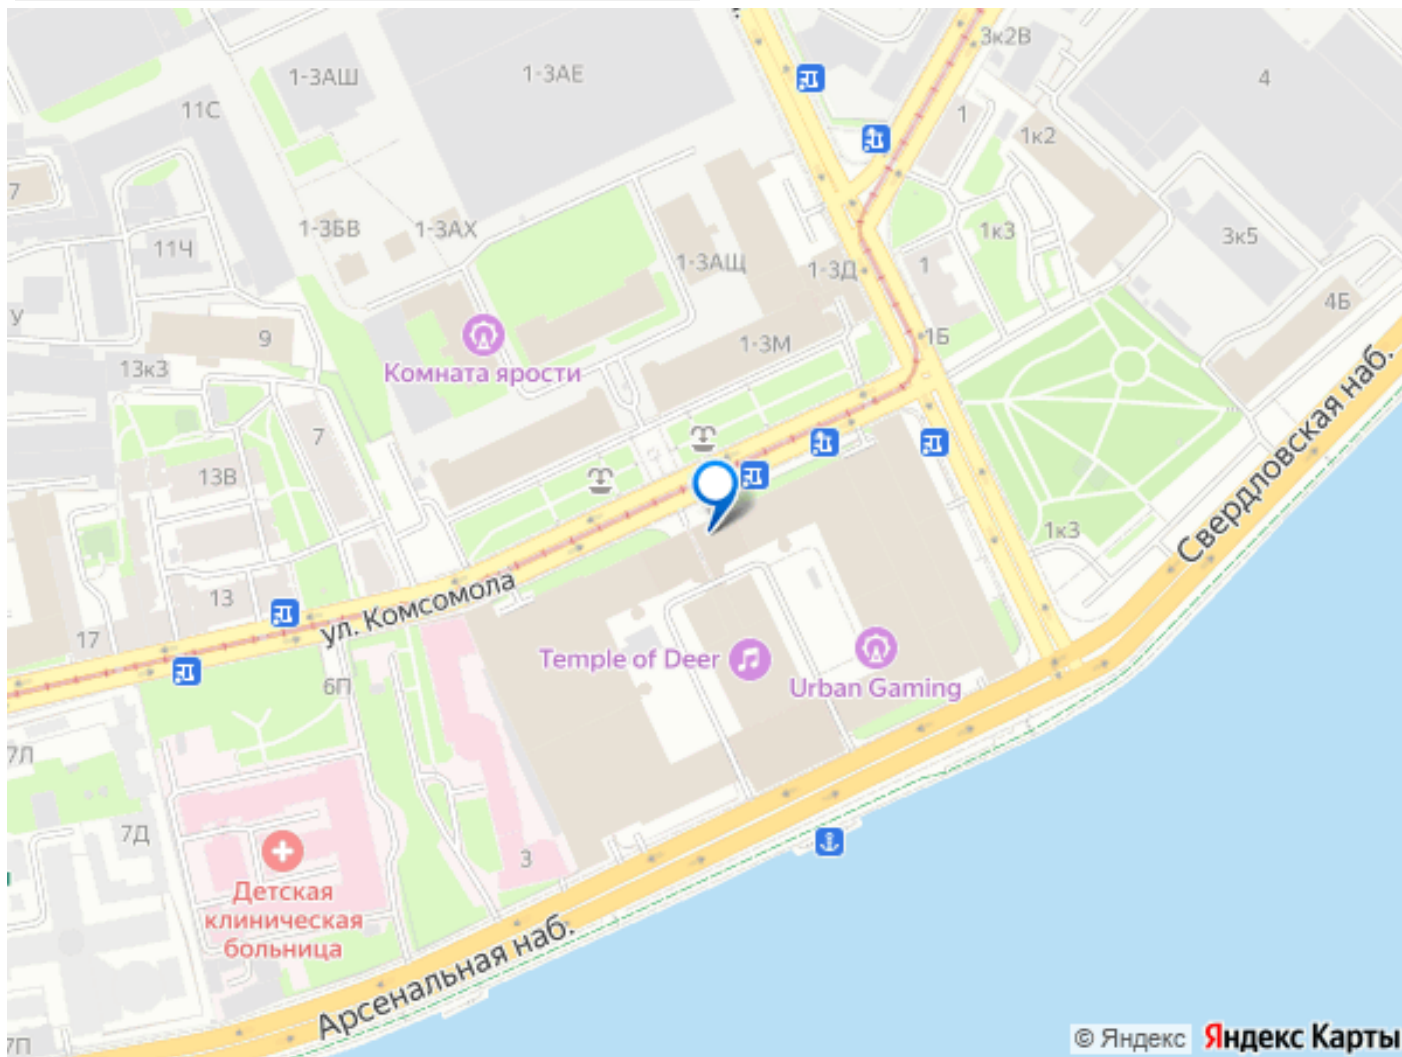 3к2В
1-3АШ
1-3АЕ
4
11С
1
1к2
7
1-3БВ
1-3АХ
1к3
3к5
11Ч
1-3АЩ
1-3Д
1
4Б
У
9
1-3М
1Б
13к3
Комната ярости
Свердловская наб.
7
13В
1к3
13
ул. Комсомола
17
Temple of Deer
6П
Urban Gaming
7Л
7Д
3
Детская
клиническая
больница
Арсенальная наб.
7П
© Яндекс
Яндекс Карты